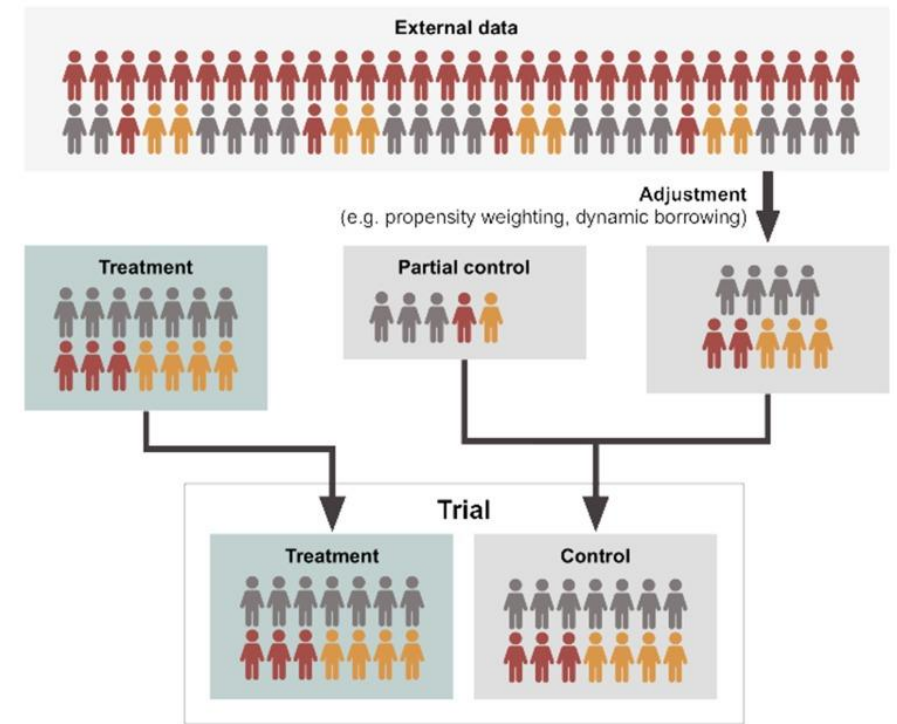 External data
Adjustment
(e.g. propensity weighting, dynamic borrowing)
Treatment
Partial control
Trial
Treatment
Control